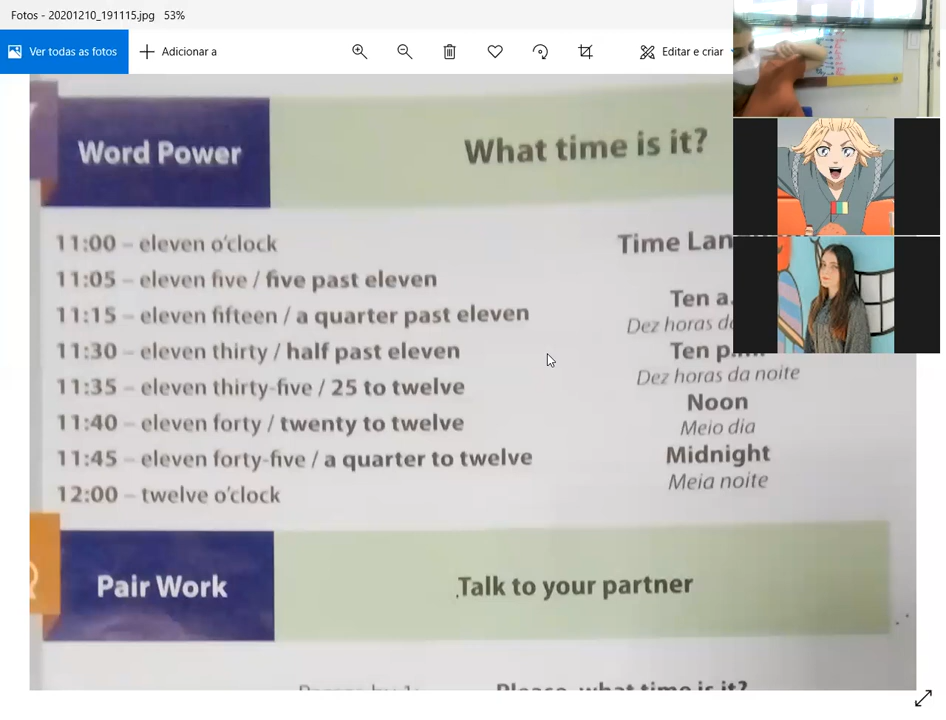 Fotos - 20201210_191115.jpg 53%
Ver todas as fotos
Adicionar a
Editar e criar
Word Power
What time is it?
11:00 – eleven o'clock
11:05 – eleven five / five past eleven
11:15 – eleven fifteen / a quarter past eleven
11:30 – eleven thirty / half past eleven
11:35 – eleven thirty-five / 25 to twelve
11:40 – eleven forty / twenty to twelve
11:45 – eleven forty-five / a quarter to twelve
12:00 – twelve o'clock
Time
Ten
Dez horas
Ten
Dez horas da noite
Noon
Meio dia
Midnight
Meia noite
Pair Work
Talk to your partner
Please, what time is it?